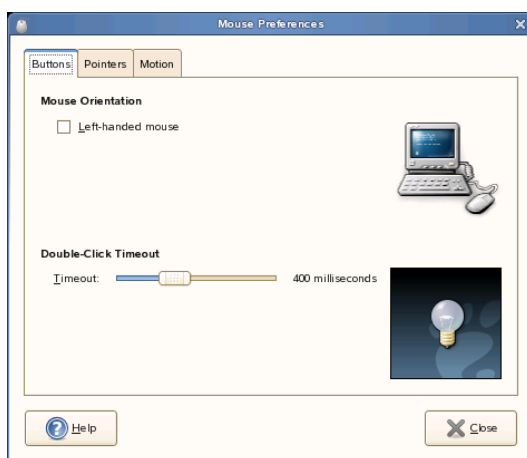 Mouse Preferences
Buttons Pointers Motion
Mouse Orientation
Left-handed mouse
Double-Click Timeout
Timeout: 400 milliseconds
Help Close